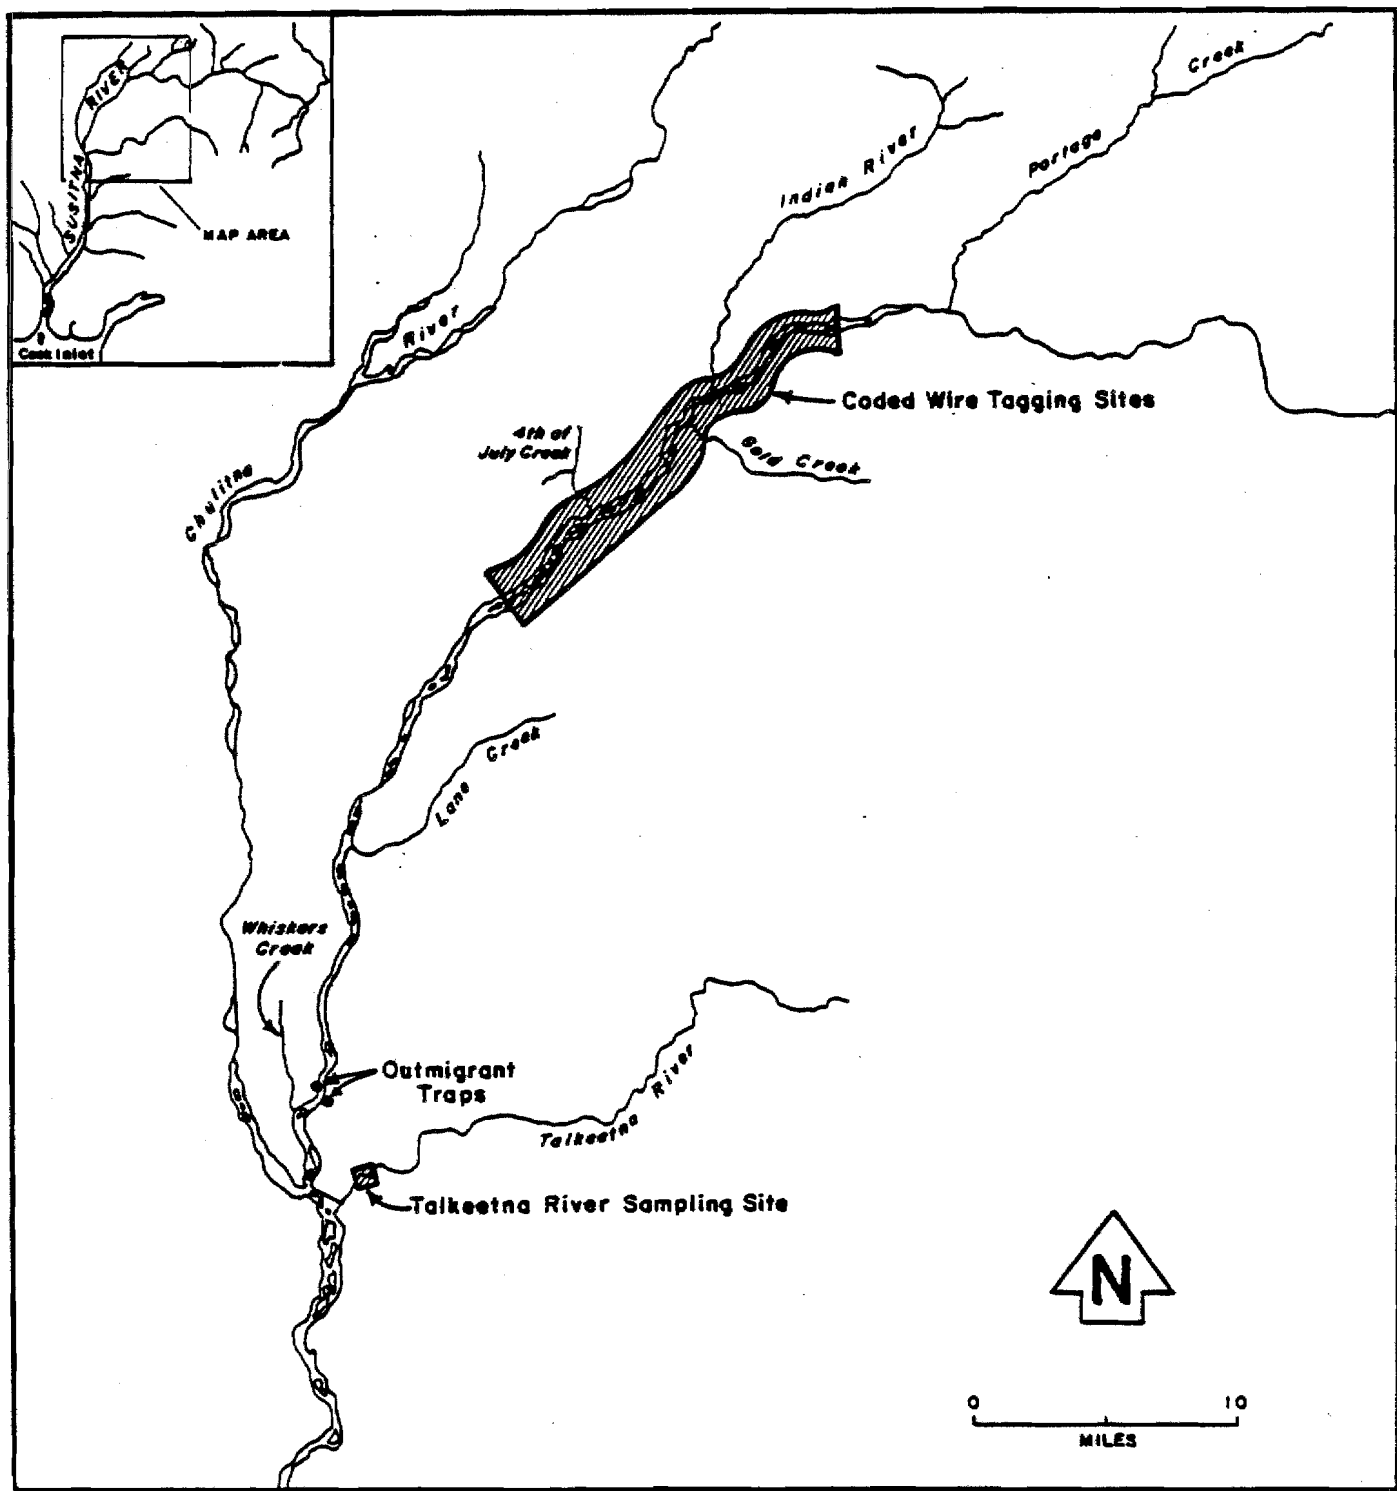 SUSITNA RIVER
MAP AREA
Cook Inlet
Portage Creek
Indian River
Chulitna River
Coded Wire Tagging Sites
4th of
July Creek
Gold Creek
Lane Creek
Whiskers
Creek
Outmigrant
Traps
Talkeetna River
Talkeetna River Sampling Site
N
0 10
MILES